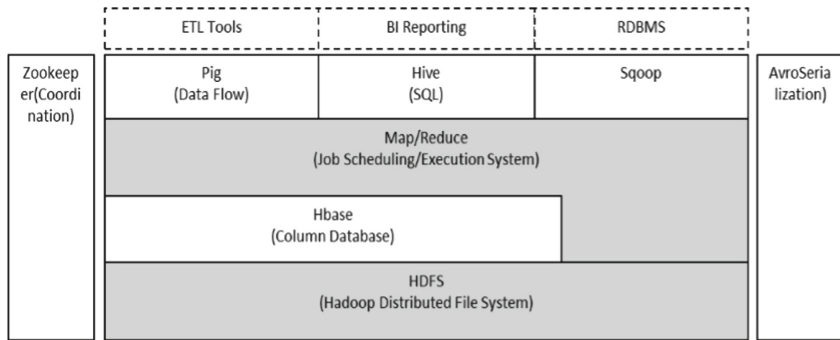 ETL Tools
BI Reporting
RDBMS
Zookeep
er(Coordi
nation)
Pig
(Data Flow)
Hive
(SQL)
Sqoop
AvroSeria
lization)
Map/Reduce
(Job Scheduling/Execution System)
Hbase
(Column Database)
HDFS
(Hadoop Distributed File System)